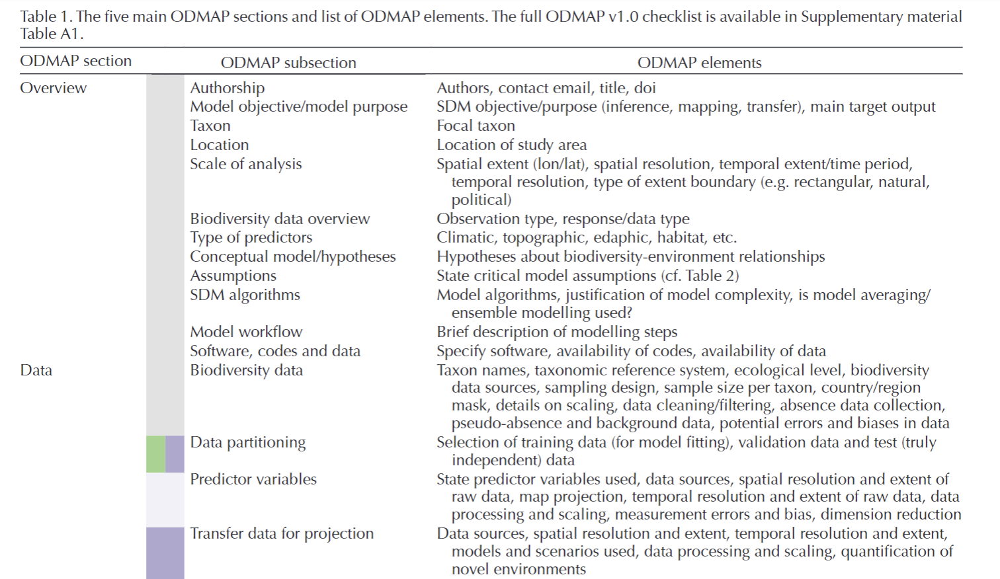 Table 1. The five main ODMAP sections and list of ODMAP elements. The full ODMAP v1.0 checklist is available in Supplementary material
Table A1.
ODMAP section ODMAP subsection ODMAP elements
Overview Authorship Authors, contact email, title, doi
Model objective/model purpose SDM objective/purpose (inference, mapping, transfer), main target output
Taxon Focal taxon
Location Location of study area
Scale of analysis Spatial extent (lon/lat), spatial resolution, temporal extent/time period,
temporal resolution, type of extent boundary (e.g. rectangular, natural,
political)
Biodiversity data overview Observation type, response/data type
Type of predictors Climatic, topographic, edaphic, habitat, etc.
Conceptual model/hypotheses Hypotheses about biodiversity-environment relationships
Assumptions State critical model assumptions (cf. Table 2)
SDM algorithms Model algorithms, justification of model complexity, is model averaging/
ensemble modelling used?
Model workflow Brief description of modelling steps
Software, codes and data Specify software, availability of codes, availability of data
Data Biodiversity data Taxon names, taxonomic reference system, ecological level, biodiversity
data sources, sampling design, sample size per taxon, country/region
mask, details on scaling, data cleaning/filtering, absence data collection,
pseudo-absence and background data, potential errors and biases in data
Data partitioning Selection of training data (for model fitting), validation data and test (truly
independent) data
Predictor variables State predictor variables used, data sources, spatial resolution and extent of
raw data, map projection, temporal resolution and extent of raw data, data
processing and scaling, measurement errors and bias, dimension reduction
Transfer data for projection Data sources, spatial resolution and extent, temporal resolution and extent,
models and scenarios used, data processing and scaling, quantification of
novel environments